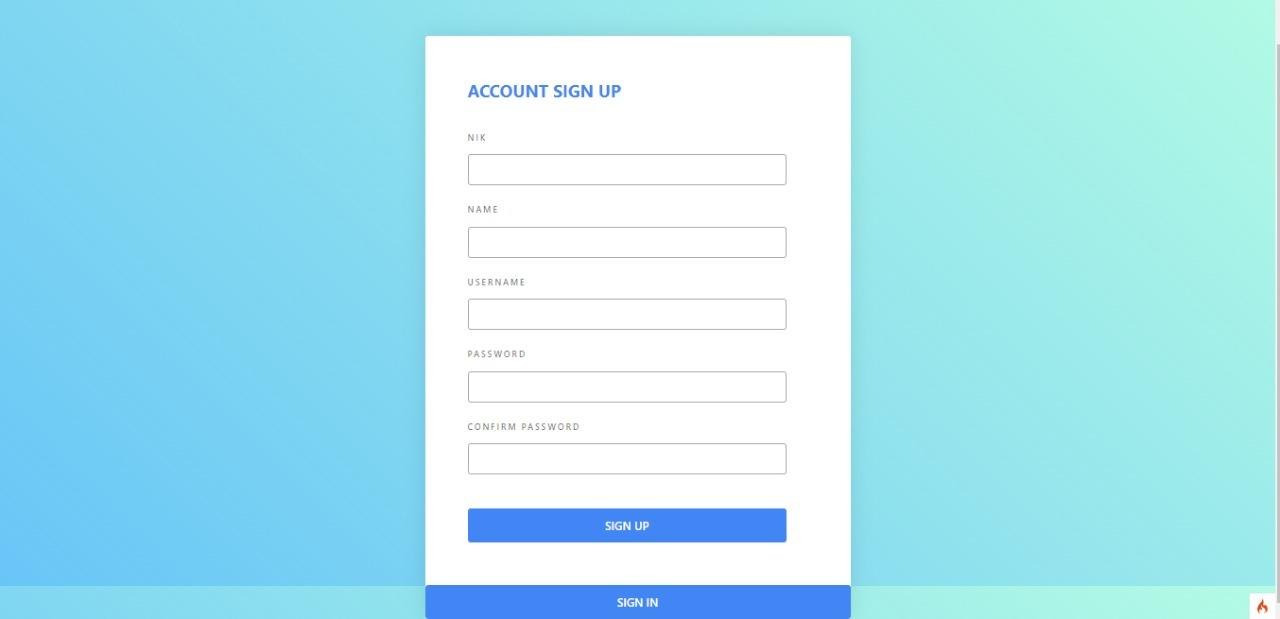 ACCOUNT SIGN UP
NIK
NAME
USERNAME
PASSWORD
CONFIRM PASSWORD
SIGN UP
SIGN IN